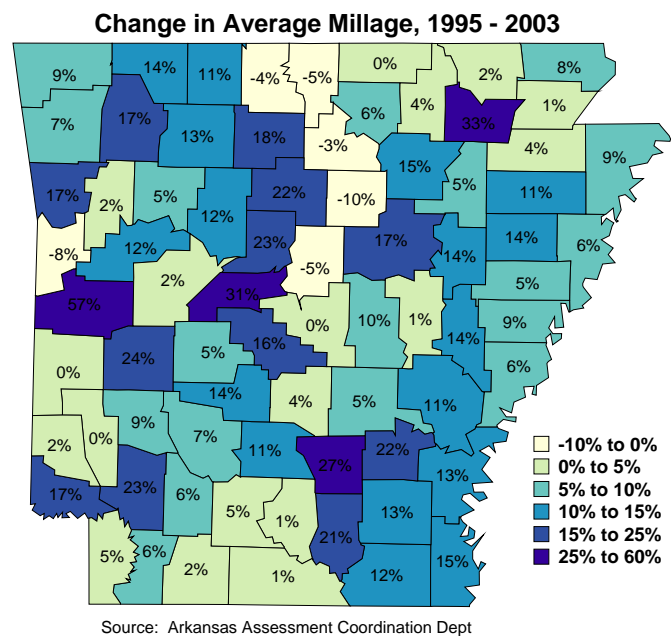 Change in Average Millage, 1995 - 2003
9% 14% 11% -4% -5% 0% 2% 8%
7% 17% 13% 18% -3% 6% 4% 33% 1%
4% 9%
17% 2% 5% 12% 22% -10% 15% 5% 11%
-8% 12% 23% -5% 17% 14% 14% 6%
57% 2% 31% 0% 10% 1% 14% 5% 9%
0% 24% 5% 16% 6%
14% 4% 5% 11%
2% 0% 9% 7% 11% 27% 22% 13%
17% 23% 6% 5% 1% 21% 13%
5% 6% 2% 1% 12% 15%
-10% to 0%
0% to 5%
5% to 10%
10% to 15%
15% to 25%
25% to 60%
Source: Arkansas Assessment Coordination Dept